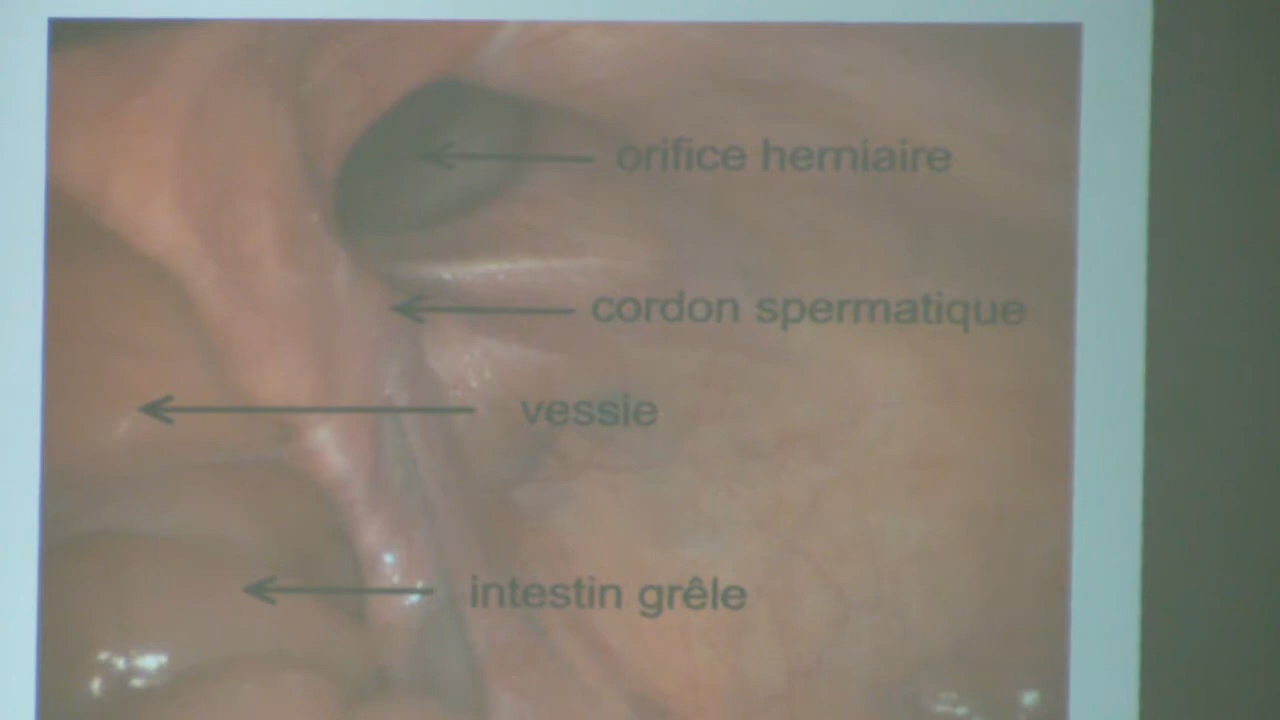 orifice herniaire
cordon spermatique
vessie
intestin grêle